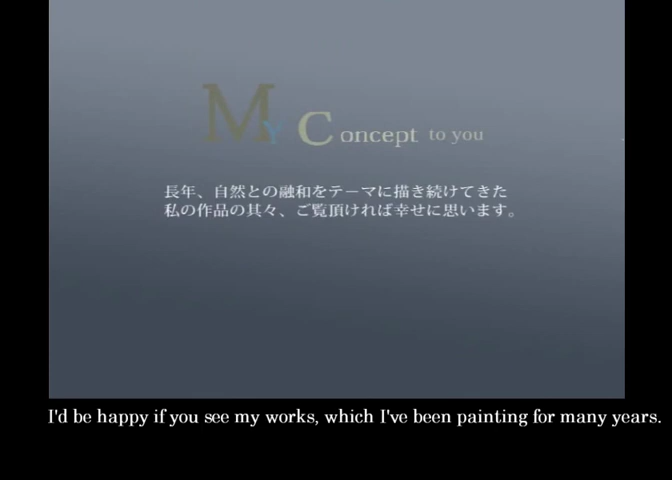 My Concept to you
長年、自然との融和をテーマに描き続けてきた
私の作品の其々、ご覧頂ければ幸せに思います。
I'd be happy if you see my works, which I've been painting for many years.